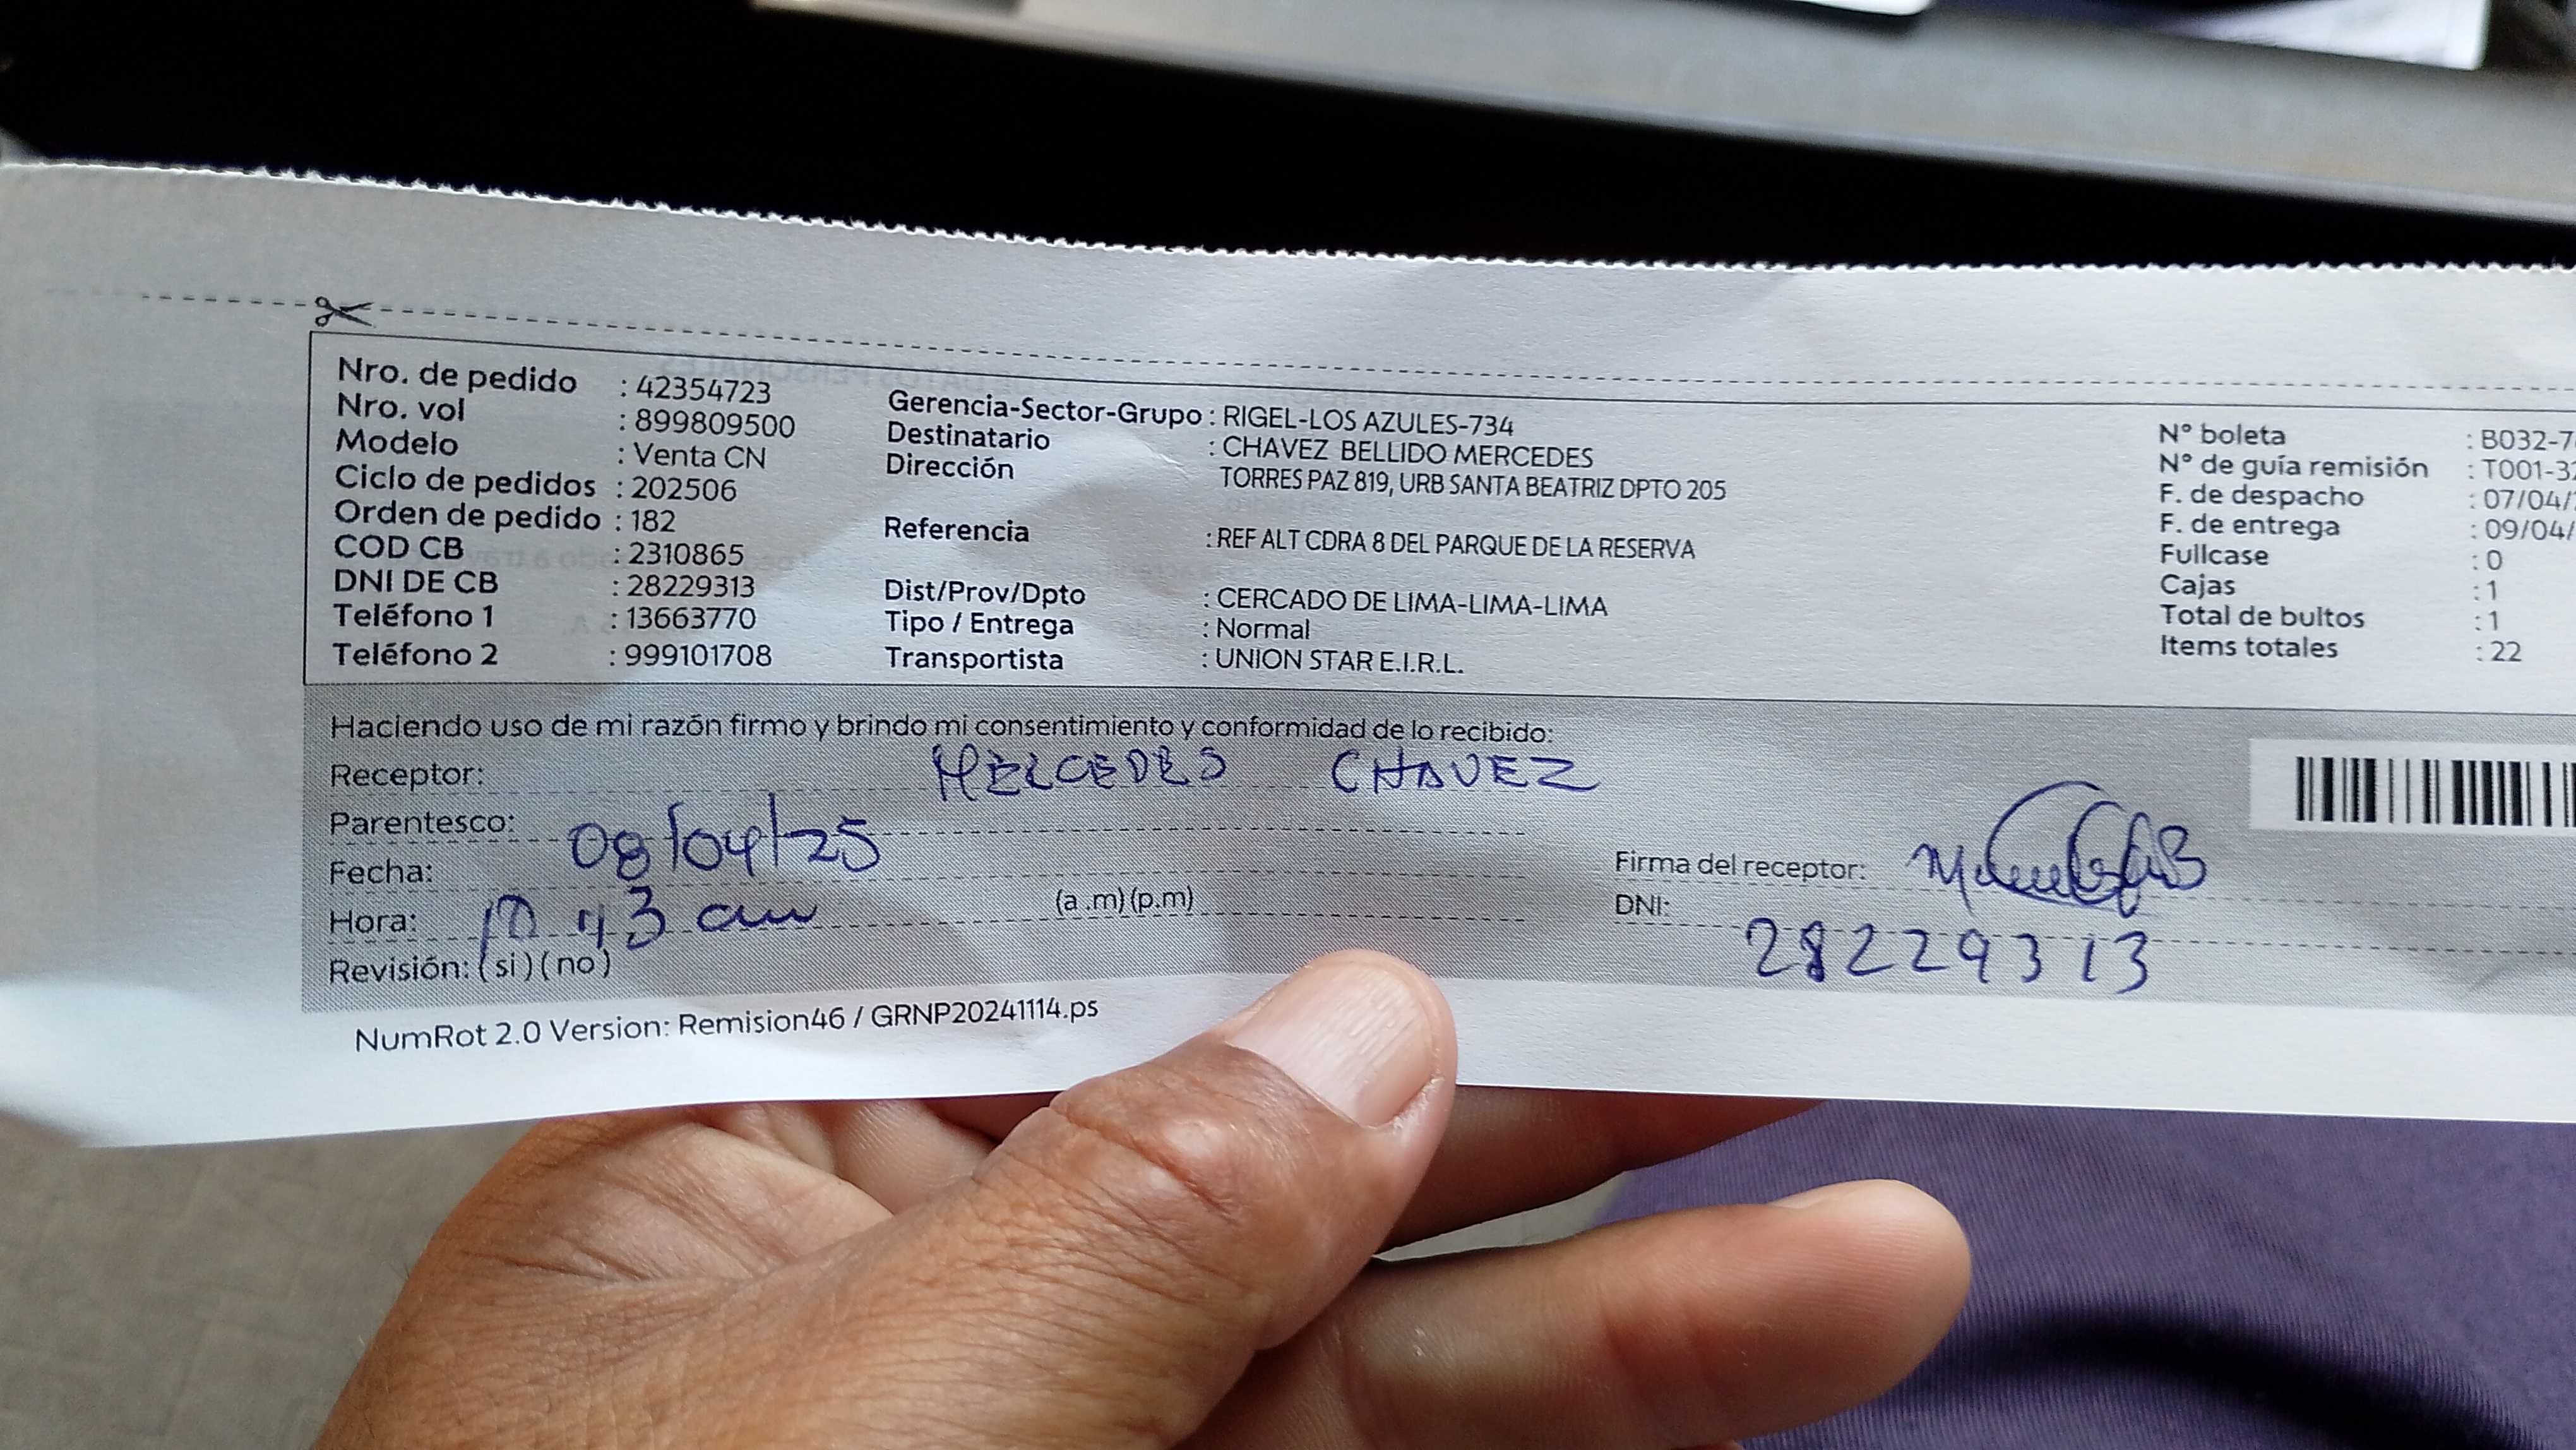 Nro. de pedido : 42354723
Nro. vol : 899809500
Modelo : Venta CN
Ciclo de pedidos : 202506
Orden de pedido : 182
COD CB : 2310865
DNI DE CB : 28229313
Teléfono 1 : 13663770
Teléfono 2 : 999101708
Gerencia-Sector-Grupo : RIGEL-LOS AZULES-734
Destinatario : CHAVEZ BELLIDO MERCEDES
Dirección TORRES PAZ 819, URB SANTA BEATRIZ DPTO 205
Referencia : REF ALT CDRA 8 DEL PARQUE DE LA RESERVA
Dist/Prov/Dpto : CERCADO DE LIMA-LIMA-LIMA
Tipo / Entrega : Normal
Transportista : UNION STAR E.I.R.L.
N° boleta : B032-7
N° de guía remisión : T001-32
F. de despacho : 07/04/
F. de entrega : 09/04/
Fullcase : 0
Cajas : 1
Total de bultos : 1
Items totales : 22
Haciendo uso de mi razón firmo y brindo mi consentimiento y conformidad de lo recibido:
Receptor: MERCEDES CHAVEZ
Parentesco:
Fecha: 08/04/25
Hora: 43 am (a .m) (p.m)
Revisión: ( si ) ( no )
Firma del receptor:
DNI: 28229313
NumRot 2.0 Version: Remision46 / GRNP20241114.ps